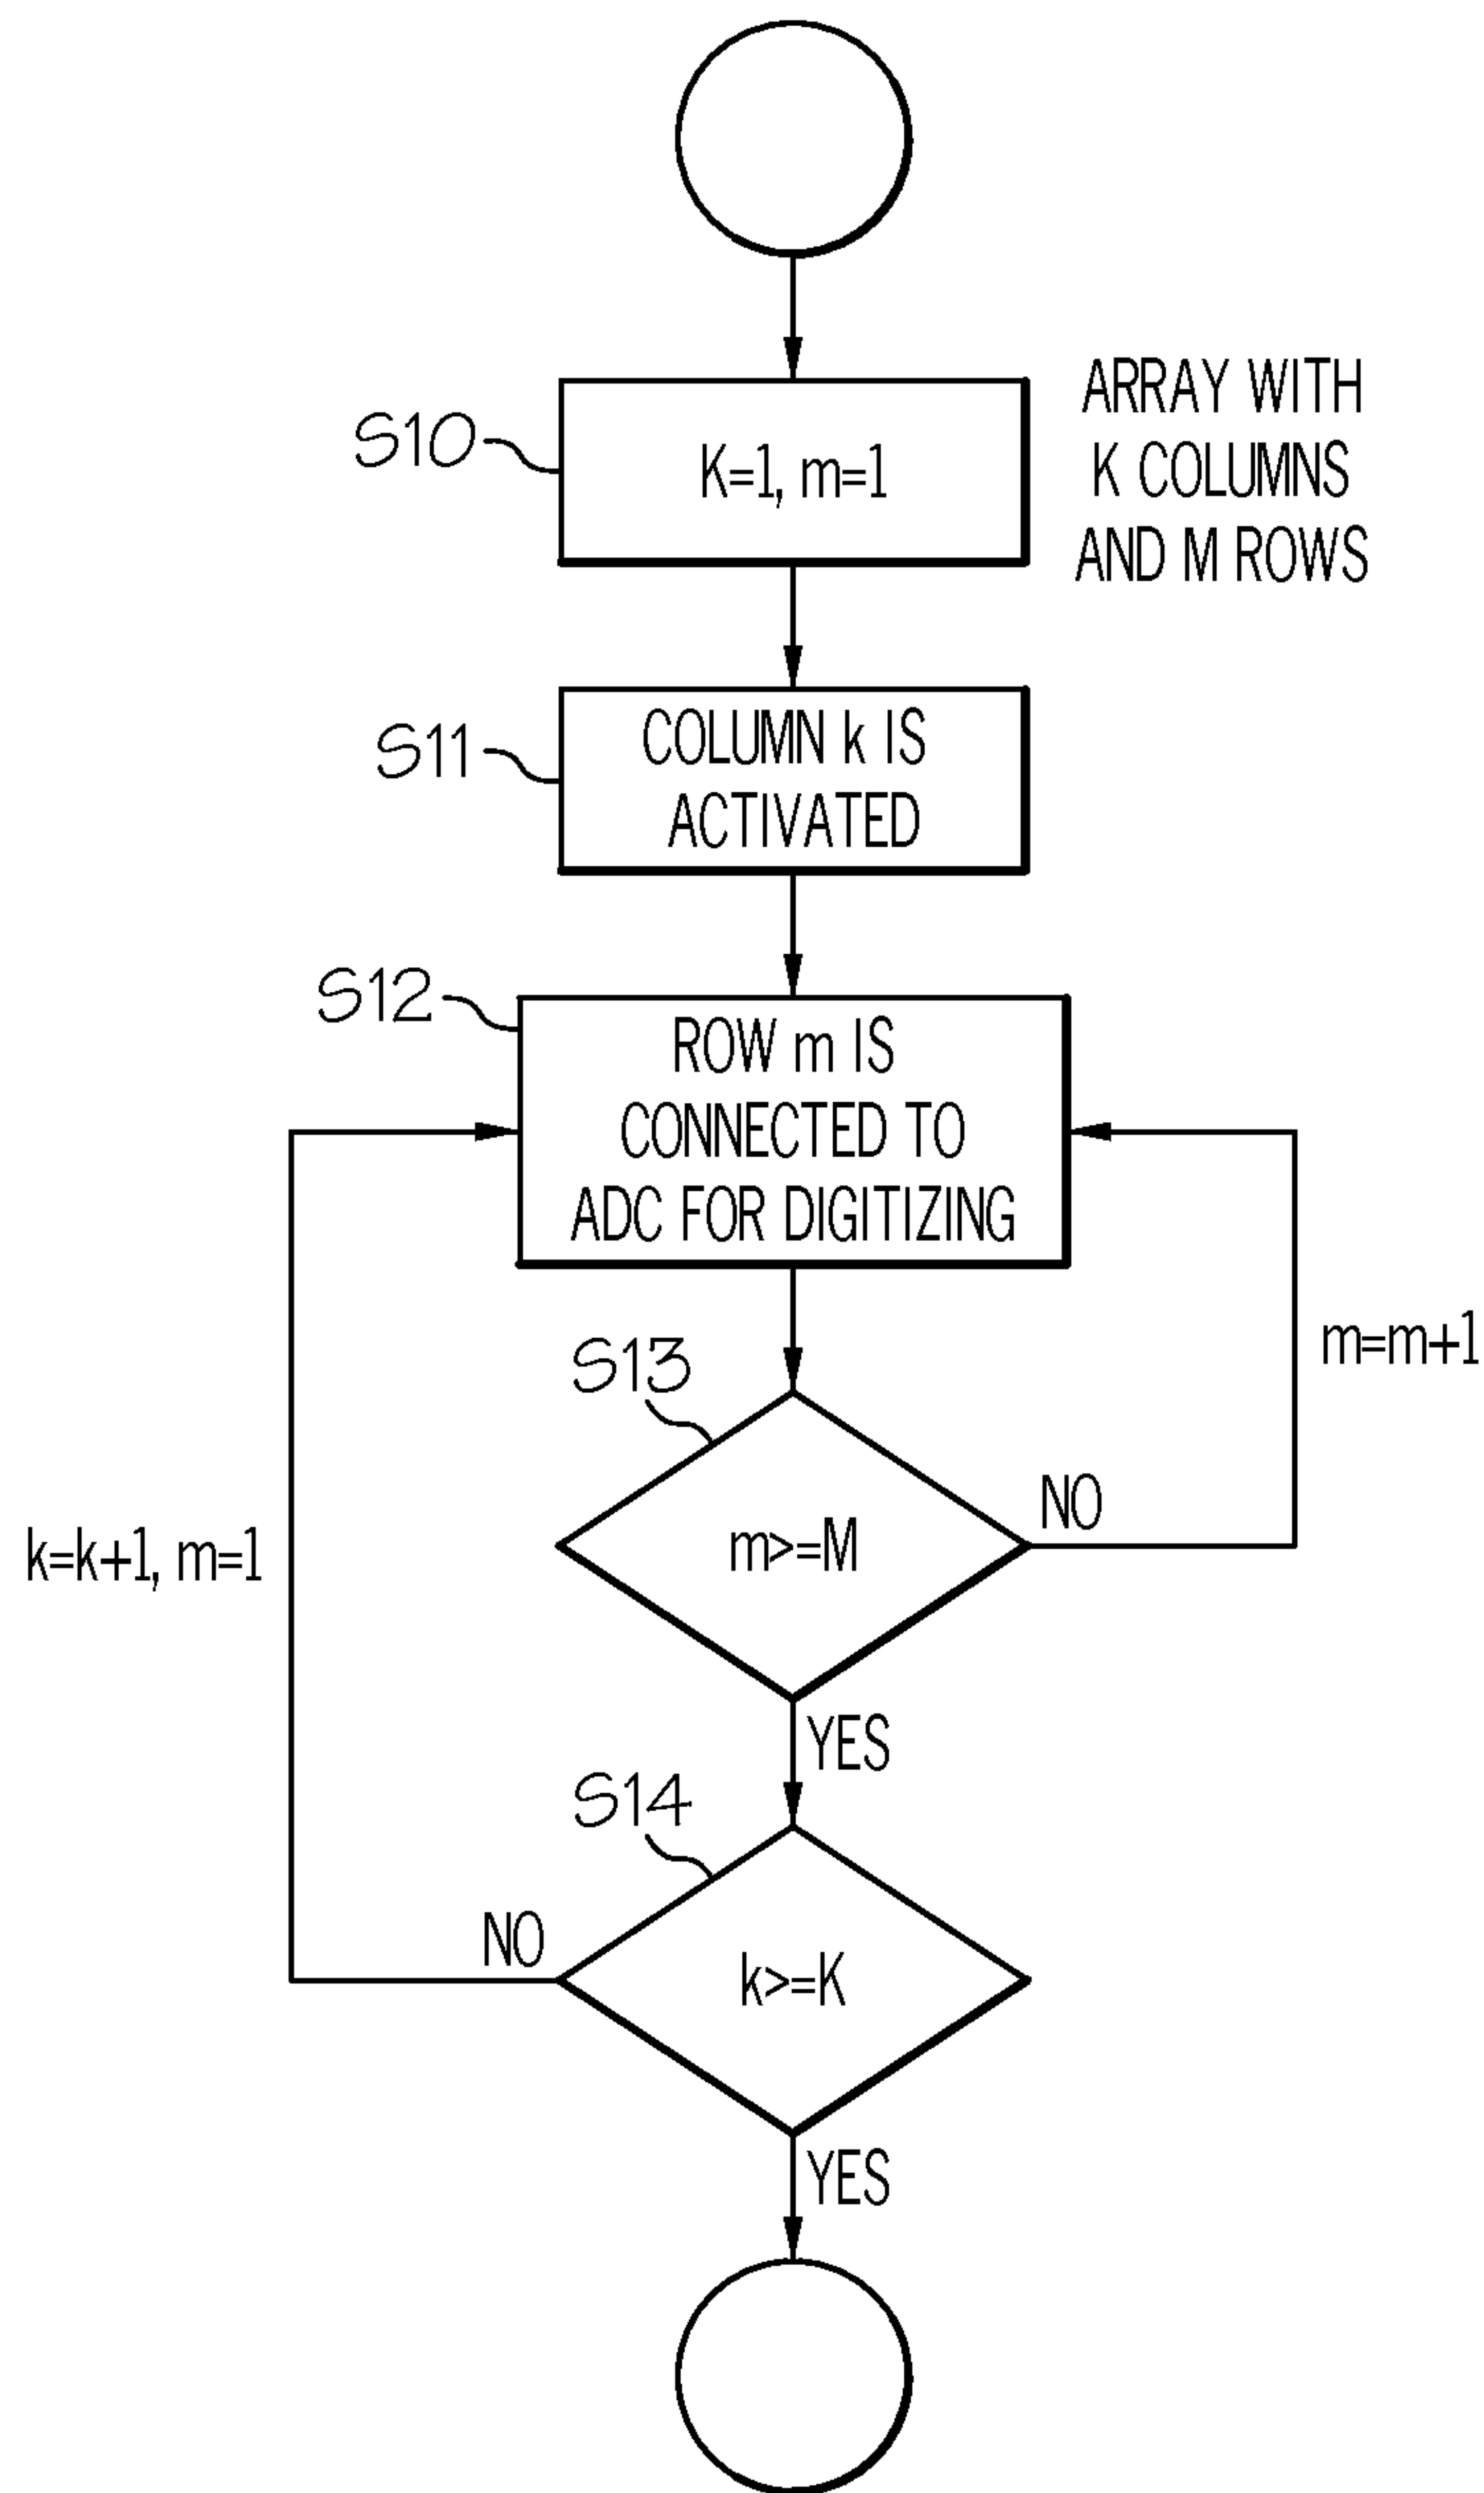 ARRAY WITH
K COLUMNS
AND M ROWS
S10
K=1, m=1
S11
COLUMN k IS
ACTIVATED
S12
ROW m IS
CONNECTED TO
ADC FOR DIGITIZING
m=m+1
S13
NO
m>=M
k=k+1, m=1
YES
S14
NO
k>=K
YES